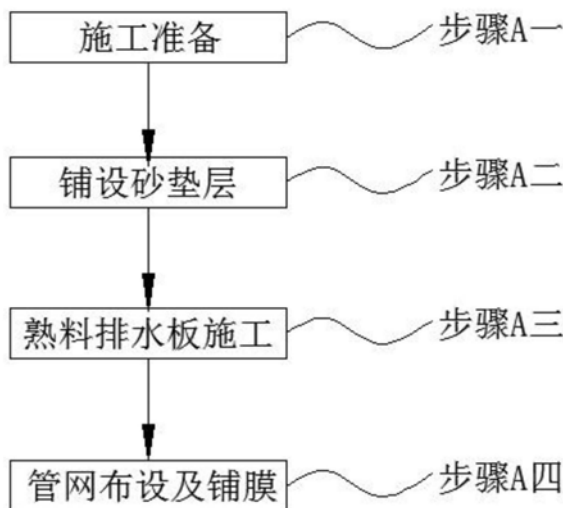 施工准备
步骤A一
铺设砂垫层
步骤A二
熟料排水板施工
步骤A三
管网布设及铺膜
步骤A四